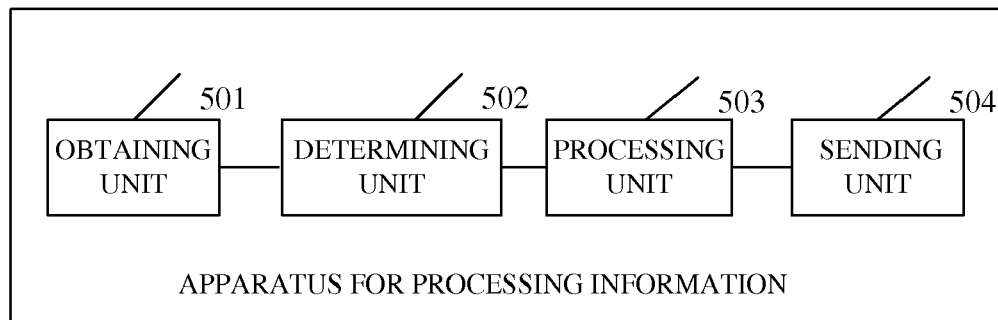 501
502
503
504
OBTAINING
UNIT
DETERMINING
UNIT
PROCESSING
UNIT
SENDING
UNIT
APPARATUS FOR PROCESSING INFORMATION